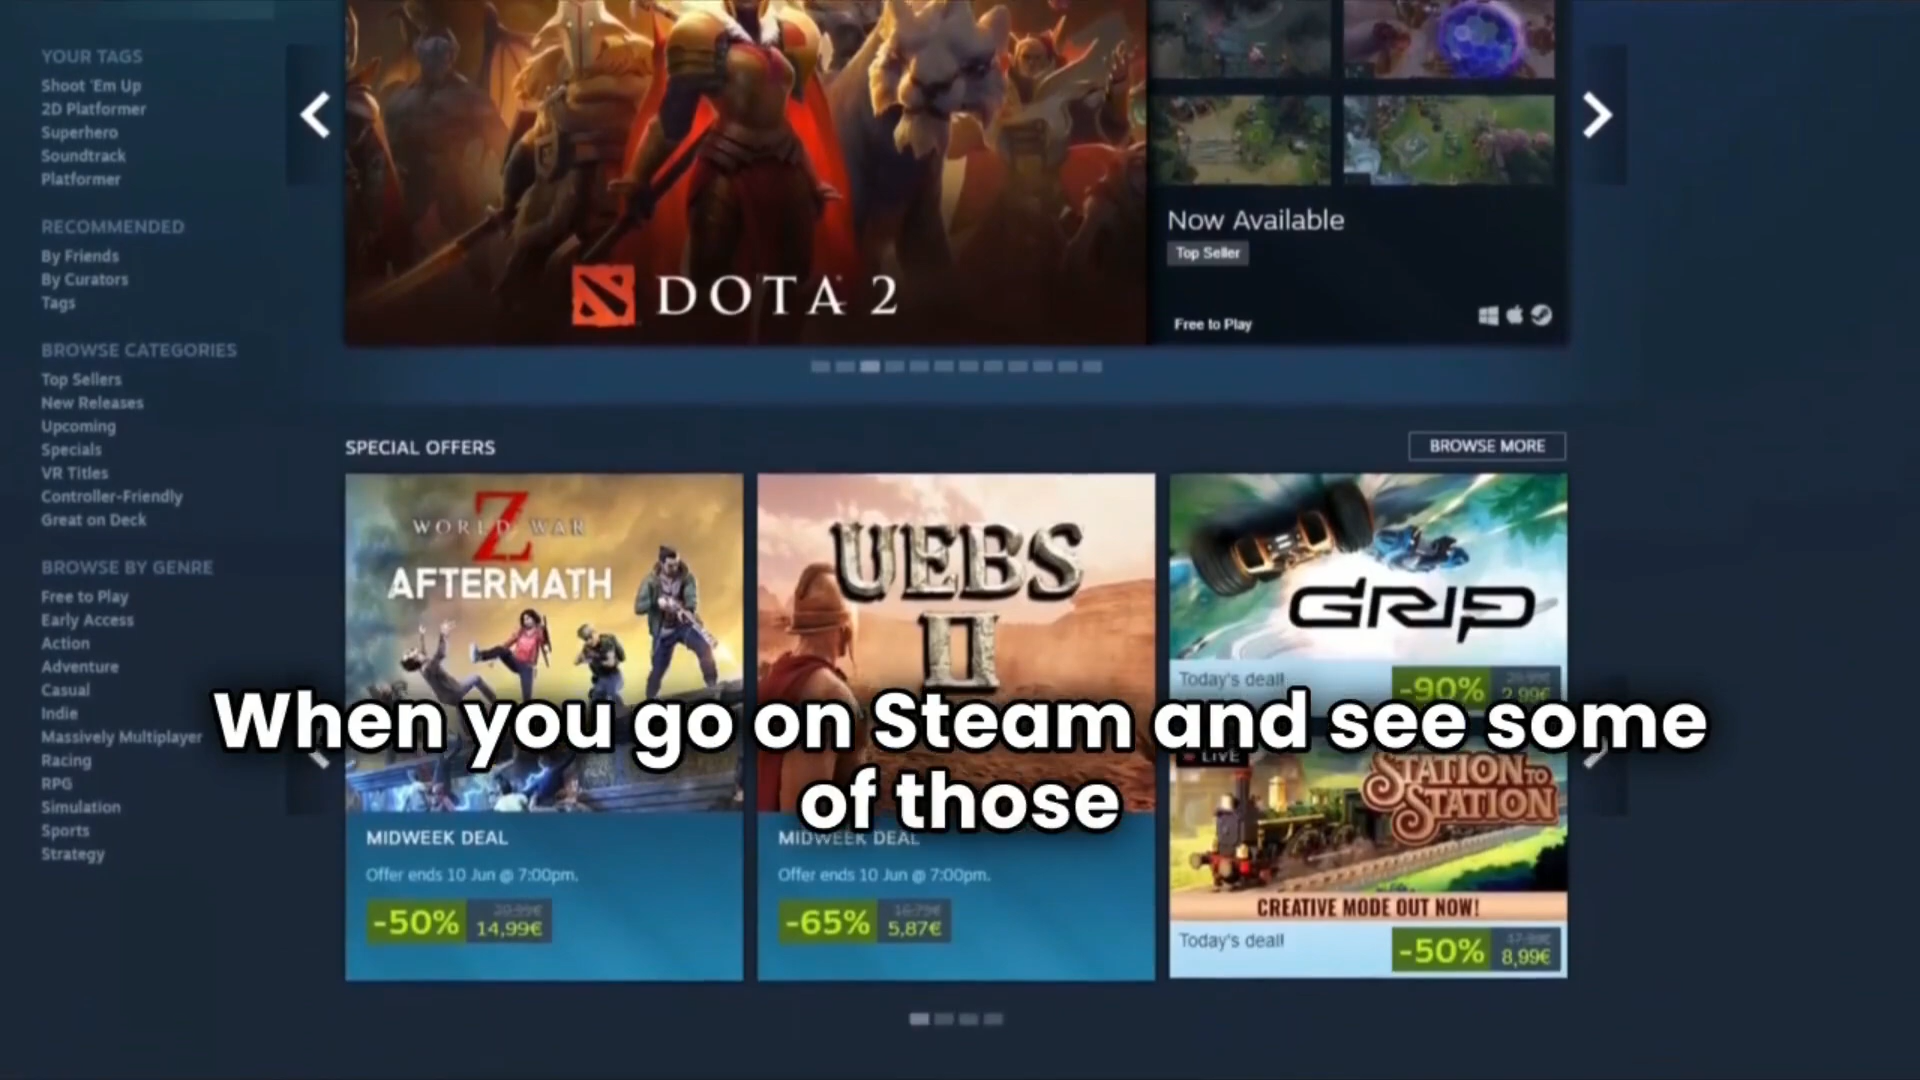 YOUR TAGS
Shoot 'Em Up
2D Platformer
Superhero
Soundtrack
Platformer
RECOMMENDED
By Friends
By Curators
Tags
BROWSE CATEGORIES
Top Sellers
New Releases
Upcoming
Specials
VR Titles
Controller-Friendly
Great on Deck
BROWSE BY GENRE
Free to Play
Early Access
Action
Adventure
Casual
Indie
Massively Multiplayer
Racing
RPG
Simulation
Sports
Strategy
DOTA 2
Now Available
Top Seller
Free to Play
SPECIAL OFFERS
BROWSE MORE
WORLD WAR
Z
AFTERMATH
MIDWEEK DEAL
Offer ends 10 Jun @ 7:00pm.
-50%
14,99€
UEBS
II
MIDWEEK DEAL
Offer ends 10 Jun @ 7:00pm.
-65%
16,79€
5,87€
GRIP
Today's deal!
-90%
2,99€
LIVE
STATION TO
STATION
CREATIVE MODE OUT NOW!
Today's deal!
-50%
17,99€
8,99€
When you go on Steam and see some
of those